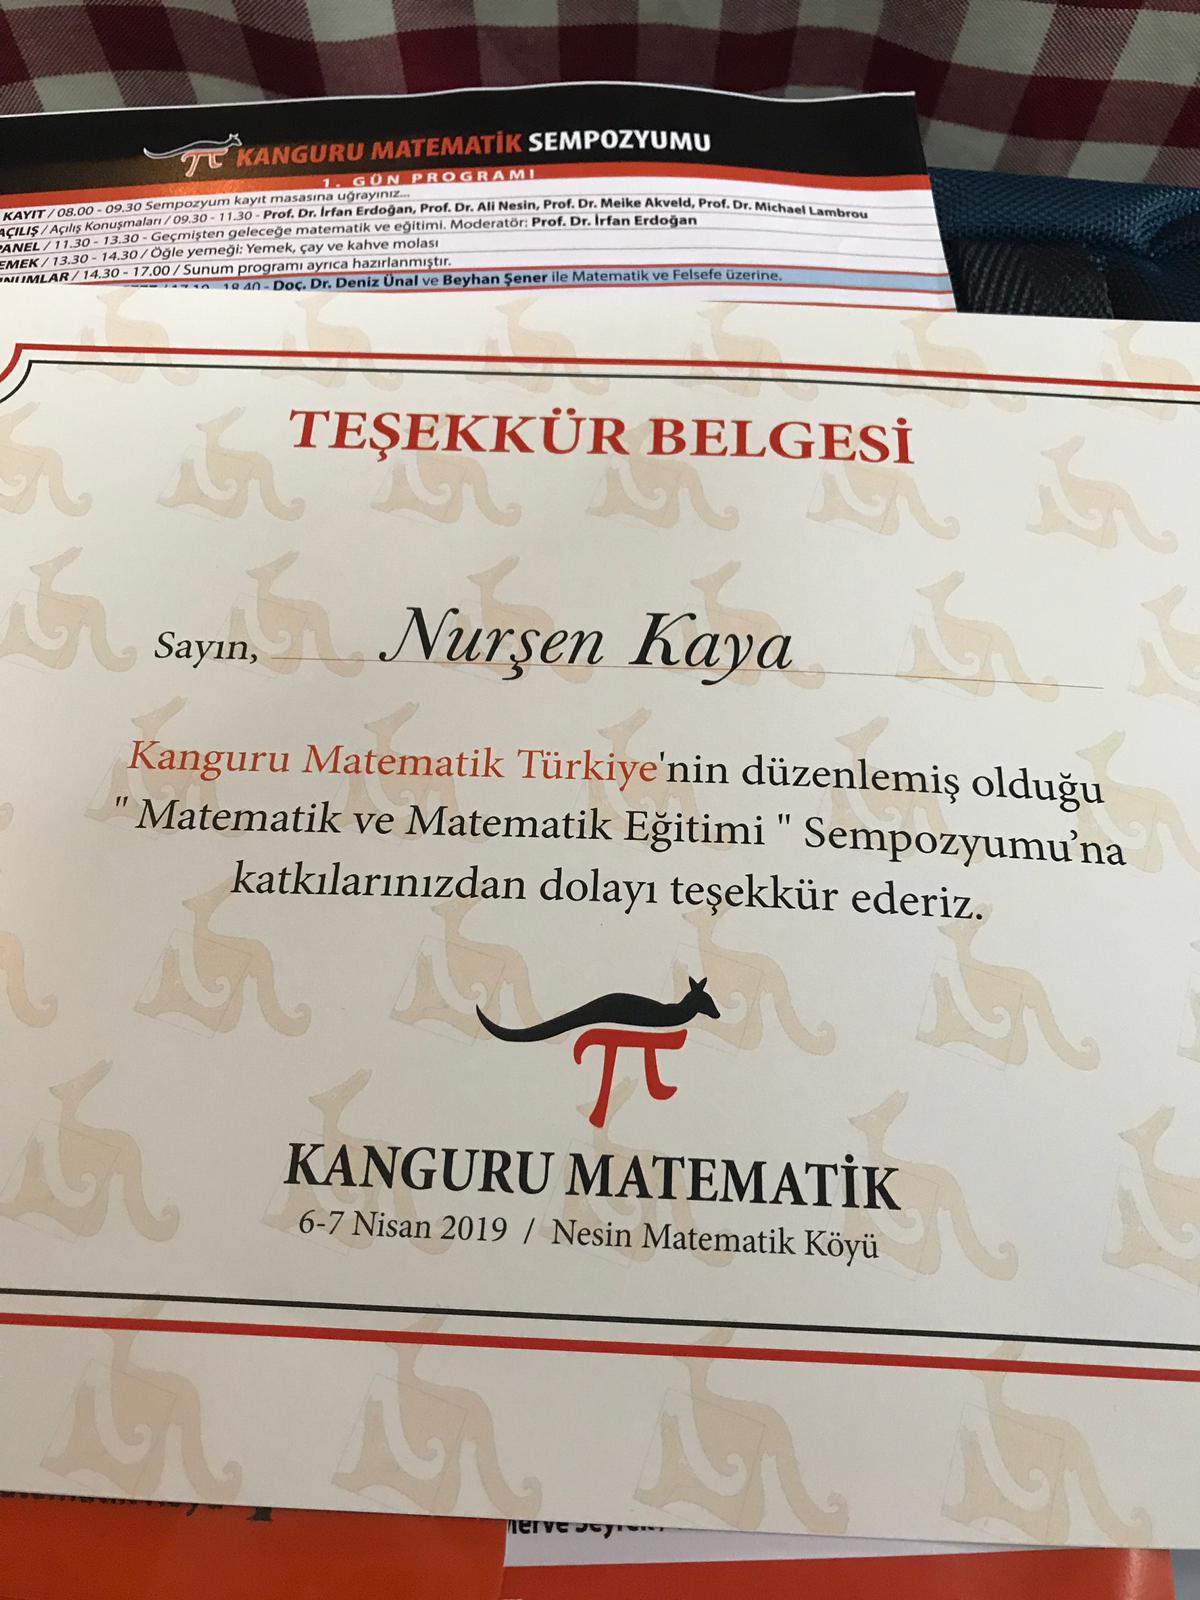 KANGURU MATEMATİK SEMPOZYUMU
1. GÜN PROGRAMI
KAYIT / 08.00 - 09.30 Sempozyum kayıt masasına uğrayınız...
AÇILIŞ / Açılış Konuşmaları / 09.30 - 11.30 - Prof. Dr. İrfan Erdoğan, Prof. Dr. Ali Nesin, Prof. Dr. Meike Akveld, Prof. Dr. Michael Lambrou
PANEL / 11.30 - 13.30 - Geçmişten geleceğe matematik ve eğitimi. Moderatör: Prof. Dr. İrfan Erdoğan
EMEK / 13.30 - 14.30 / Öğle yemeği: Yemek, çay ve kahve molası
NUMLAR / 14.30 - 17.00 / Sunum programı ayrıca hazırlanmıştır.
18.40 - Doç. Dr. Deniz Ünal ve Beyhan Şener ile Matematik ve Felsefe üzerine.
TEŞEKKÜR BELGESİ
Sayın, Nurşen Kaya
Kanguru Matematik Türkiye'nin düzenlemiş olduğu
" Matematik ve Matematik Eğitimi " Sempozyumu'na
katkılarınızdan dolayı teşekkür ederiz.
KANGURU MATEMATİK
6-7 Nisan 2019 / Nesin Matematik Köyü